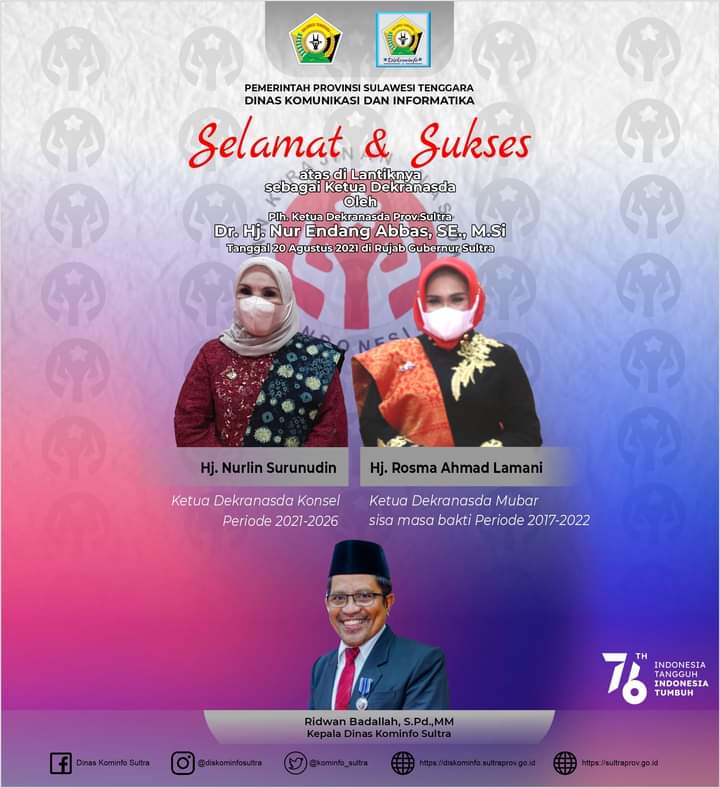 PEMERINTAH PROVINSI SULAWESI TENGGARA
DINAS KOMUNIKASI DAN INFORMATIKA
Selamat & Sukses
atas di Lantiknya
sebagai Ketua Dekranasda
Oleh
Plh. Ketua Dekranasda Prov.Sultra
Dr. Hj. Nur Endang Abbas, SE., M.Si
Tanggal 20 Agustus 2021 di Rujab Gubernur Sultra
Hj. Nurlin Surunudin
Ketua Dekranasda Konsel
Periode 2021-2026
Hj. Rosma Ahmad Lamani
Ketua Dekranasda Mubar
sisa masa bakti Periode 2017-2022
76TH
INDONESIA
TANGGUH
INDONESIA
TUMBUH
Ridwan Badallah, S.Pd.,MM
Kepala Dinas Kominfo Sultra
Dinas Kominfo Sultra
@diskominfosultra
@kominfo_sultra
https://diskominfo.sultraprov.go.id
https://sultraprov.go.id